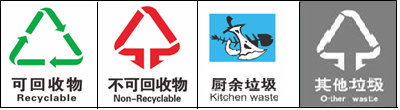 可回收物
Recyclable
不可回收物
Non-Recyclable
厨余垃圾
Kitchen waste
其他垃圾
Other waste